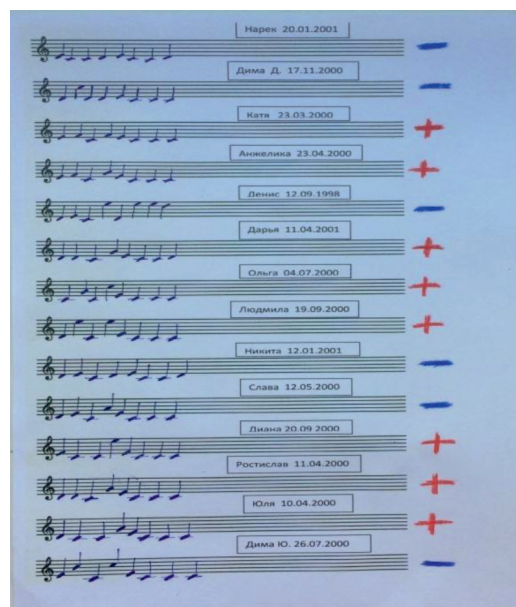 Нарек 20.01.2001
Дима Д. 17.11.2000
Катя 23.03.2000
Анжелика 23.04.2000
Денис 12.09.1998
Дарья 11.04.2001
Ольга 04.07.2000
Людмила 19.09.2000
Никита 12.01.2001
Слава 12.05.2000
Диана 20.09 2000
Ростислав 11.04.2000
Юля 10.04.2000
Дима Ю. 26.07.2000